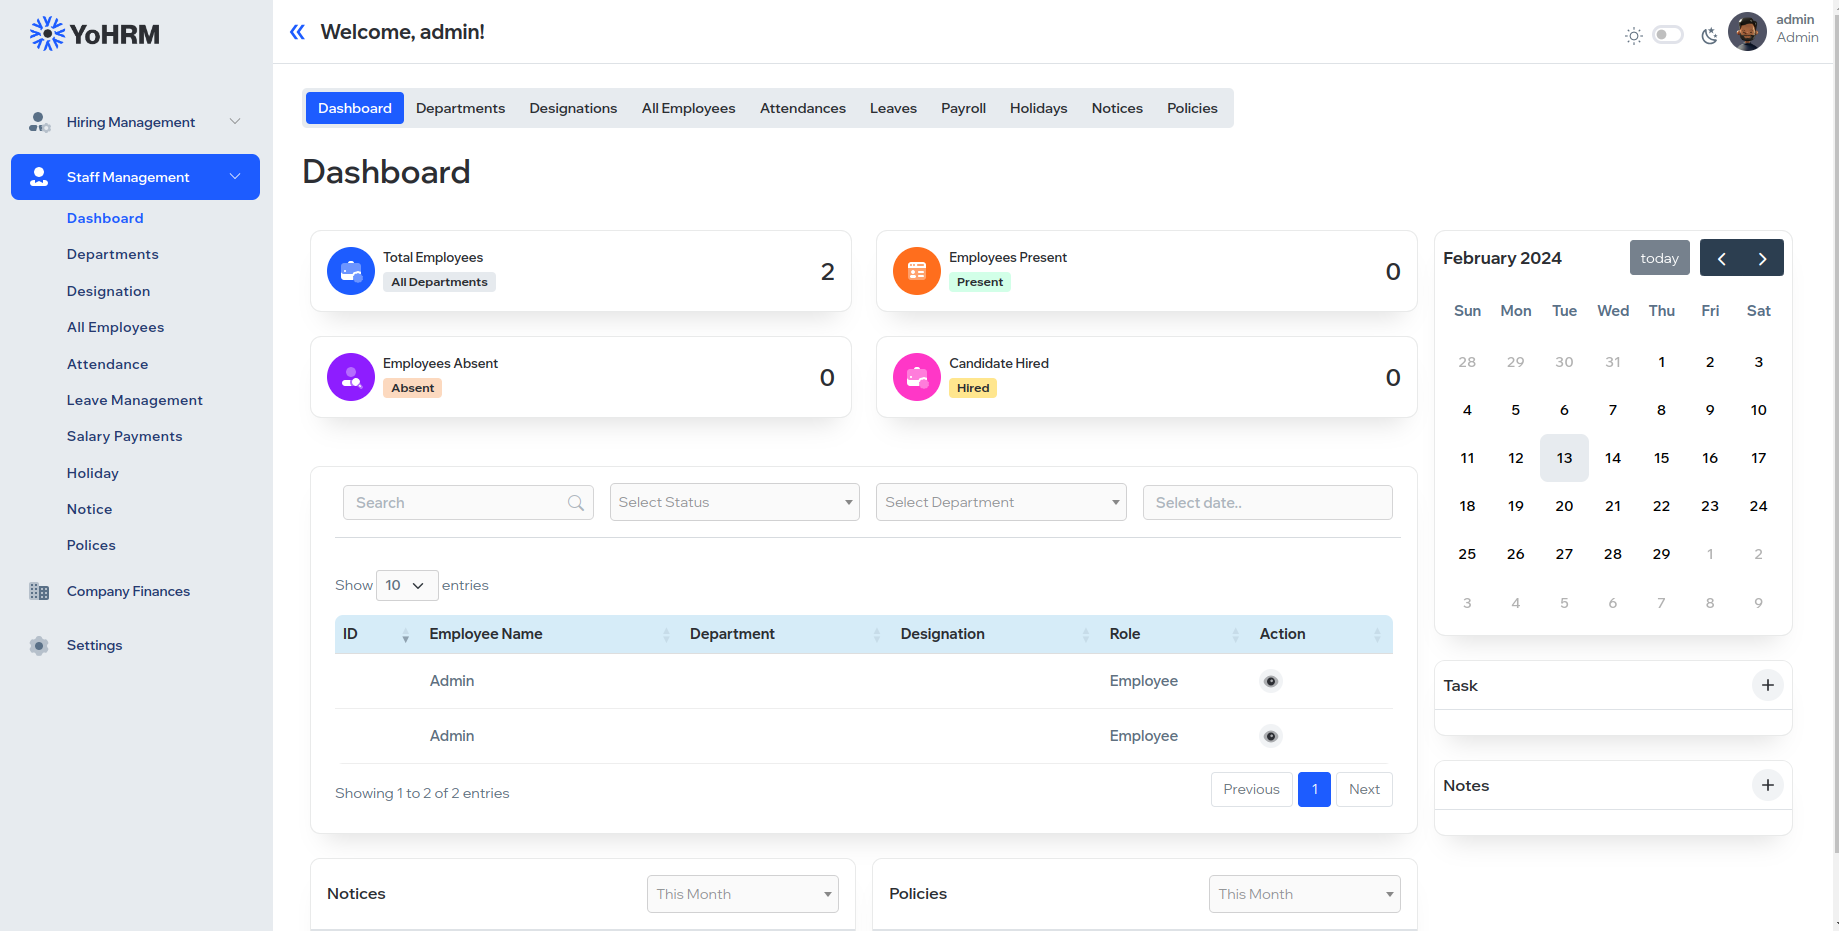 YoHRM
Hiring Management
Staff Management
Dashboard
Departments
Designation
All Employees
Attendance
Leave Management
Salary Payments
Holiday
Notice
Polices
Company Finances
Settings
Welcome, admin!
admin
Admin
Dashboard Departments Designations All Employees Attendances Leaves Payroll Holidays Notices Policies
Dashboard
Total Employees
All Departments
2
Employees Present
Present
0
Employees Absent
Absent
0
Candidate Hired
Hired
0
Search
Select Status
Select Department
Select date..
Show 10 entries
ID Employee Name Department Designation Role Action
Admin Employee
Admin Employee
Showing 1 to 2 of 2 entries
Previous 1 Next
Notices
This Month
Policies
This Month
February 2024
today
Sun Mon Tue Wed Thu Fri Sat
28 29 30 31 1 2 3
4 5 6 7 8 9 10
11 12 13 14 15 16 17
18 19 20 21 22 23 24
25 26 27 28 29 1 2
3 4 5 6 7 8 9
Task
Notes